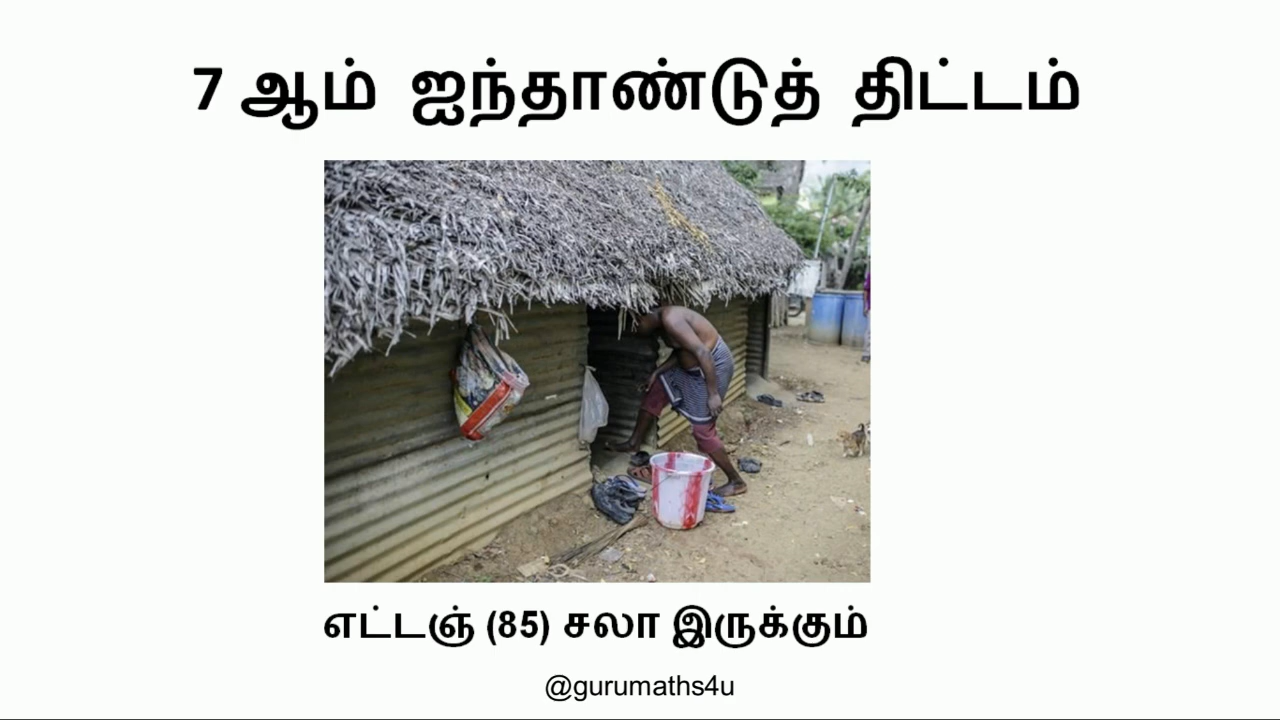 7 ஆம் ஐந்தாண்டுத் திட்டம்
எட்டஞ் (85) சலா இருக்கும்
@gurumaths4u